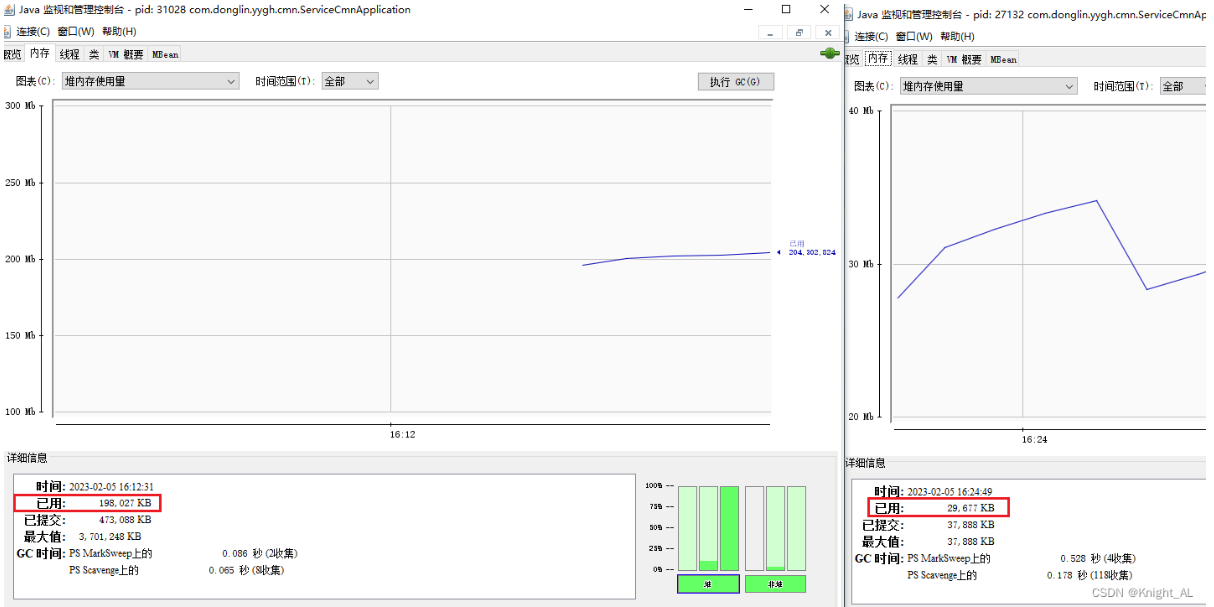 Java 监视和管理控制台 - pid: 31028 com.donglin.yygh.cmn.ServiceCmnApplication
连接(C) 窗口(W) 帮助(H)
概览 内存 线程 类 VM 概要 MBean
图表(C): 堆内存使用量 时间范围(T): 全部 执行 GC(G)
300 Mb
250 Mb
200 Mb
150 Mb
100 Mb
已用
204,802,824
16:12
详细信息
时间: 2023-02-05 16:12:31
已用: 198,027 KB
已提交: 473,088 KB
最大值: 3,701,248 KB
GC 时间: PS MarkSweep上的 0.086 秒 (2收集)
PS Scavenge上的 0.065 秒 (8收集)
100% --
75% --
50% --
25% --
0% --
堆 非堆
Java 监视和管理控制台 - pid: 27132 com.donglin.yygh.cmn.ServiceCmnAp
连接(C) 窗口(W) 帮助(H)
览 内存 线程 类 VM 概要 MBean
图表(C): 堆内存使用量 时间范围(T): 全部
40 Mb
30 Mb
20 Mb
16:24
详细信息
时间: 2023-02-05 16:24:49
已用: 29,677 KB
已提交: 37,888 KB
最大值: 37,888 KB
GC 时间: PS MarkSweep上的 0.528 秒 (4收集)
PS Scavenge上的 0.178 秒 (118收集)
CSDN @Knight_AL